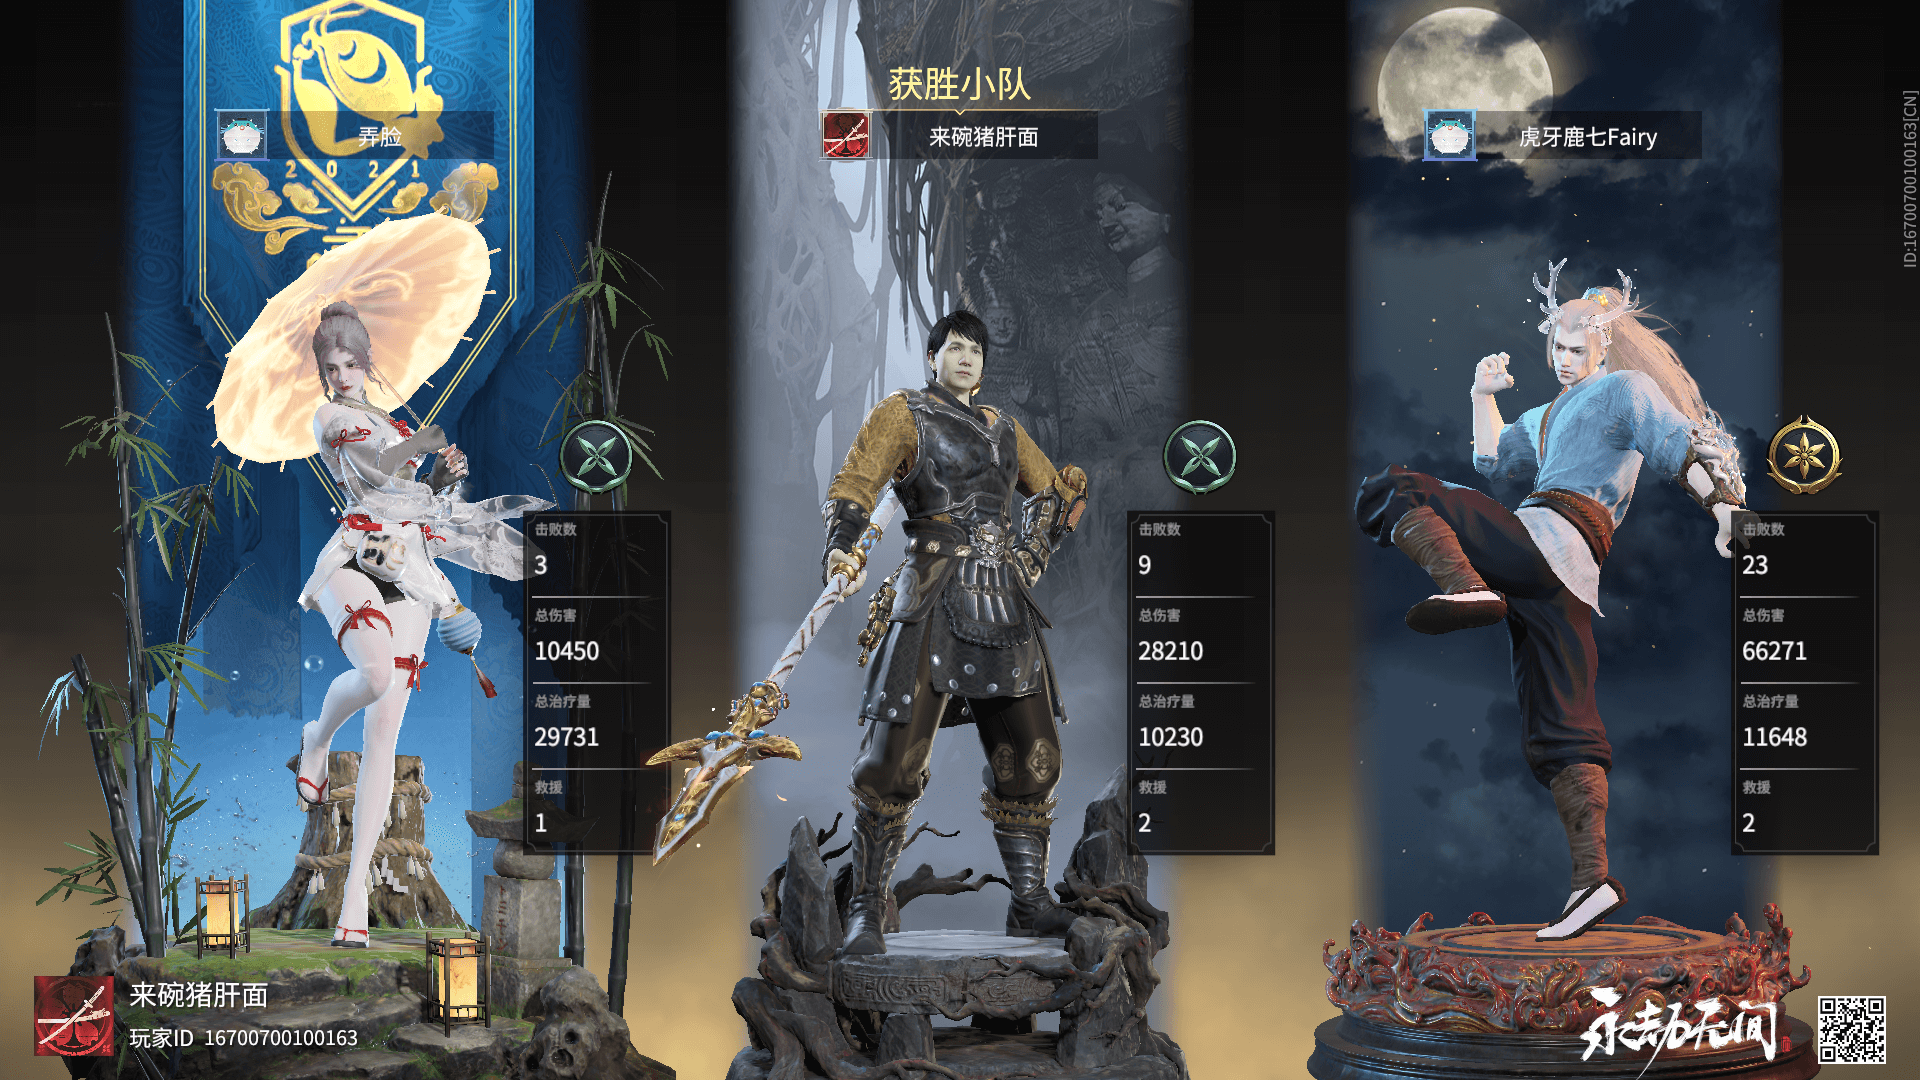 获胜小队
弄脸
来碗猪肝面
虎牙鹿七Fairy
2021
击败数
3
总伤害
10450
总治疗量
29731
救援
1
击败数
9
总伤害
28210
总治疗量
10230
救援
2
击败数
23
总伤害
66271
总治疗量
11648
救援
2
来碗猪肝面
玩家ID 16700700100163
永劫无间
ID:16700700100163[CN]